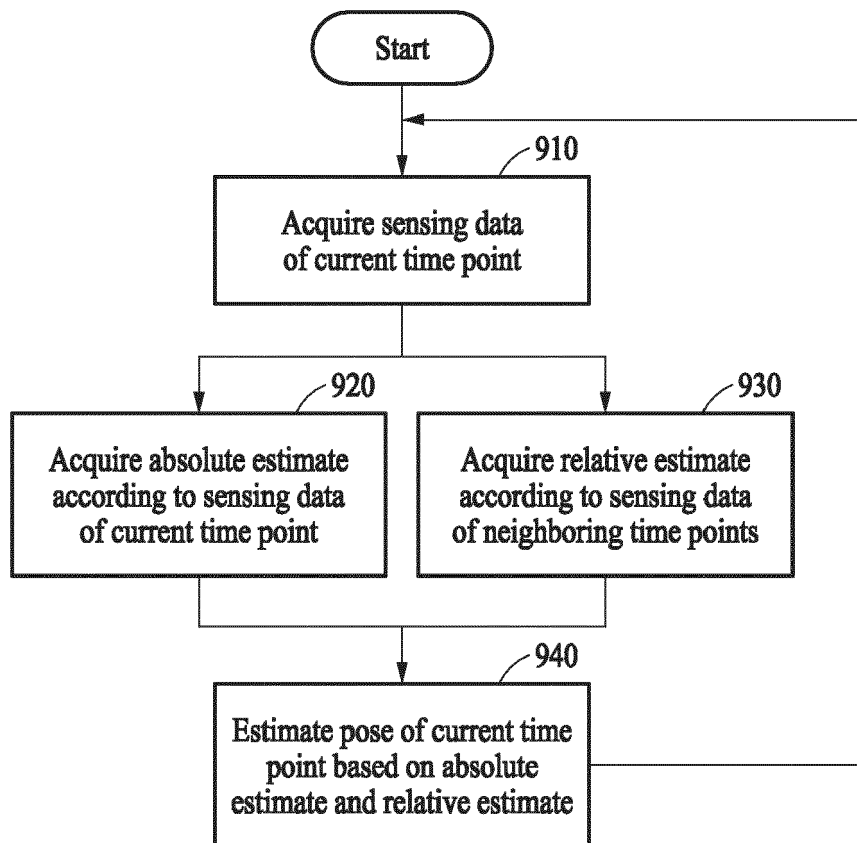 Start
910
Acquire sensing data
of current time point
920
Acquire absolute estimate
according to sensing data
of current time point
930
Acquire relative estimate
according to sensing data
of neighboring time points
940
Estimate pose of current time
point based on absolute
estimate and relative estimate